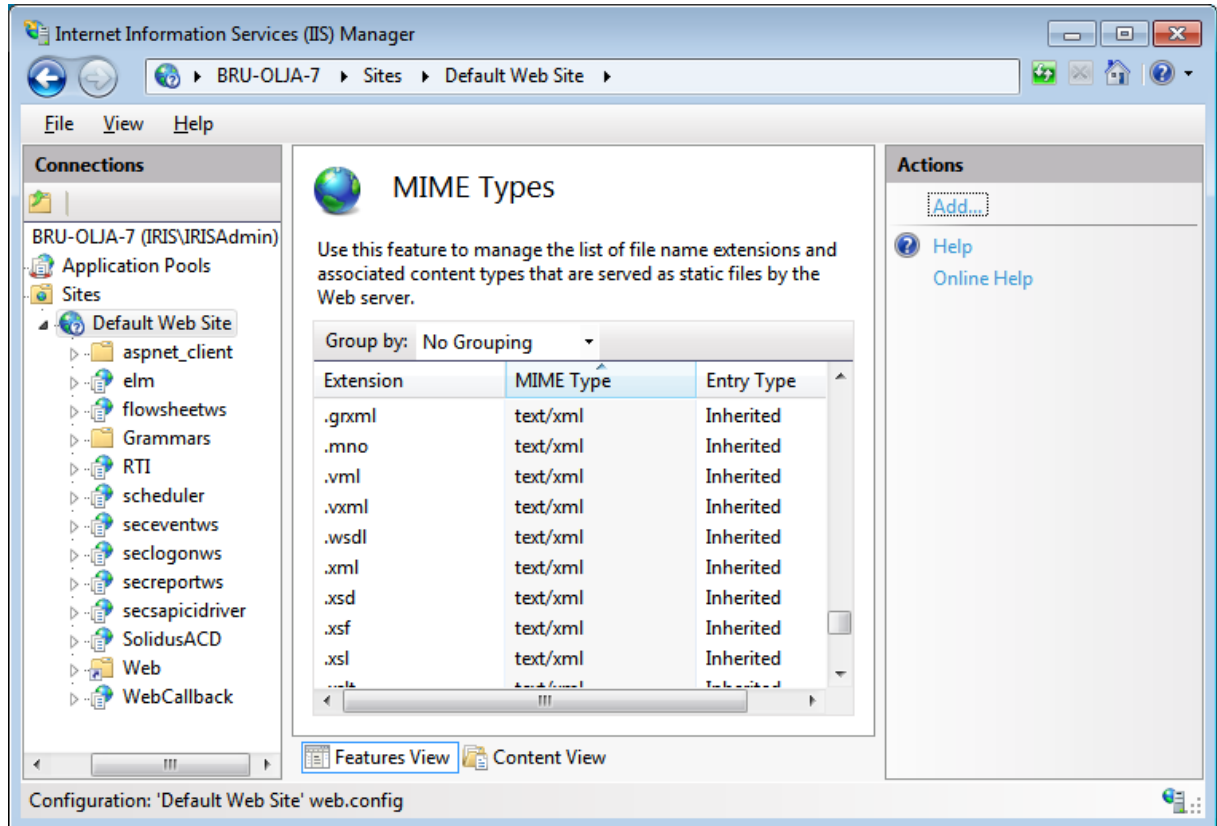 Internet Information Services (IIS) Manager
BRU-OLJA-7 Sites Default Web Site
File View Help
Connections
BRU-OLJA-7 (IRIS\IRISAdmin)
Application Pools
Sites
Default Web Site
aspnet_client
elm
flowsheetws
Grammars
RTI
scheduler
seceventws
seclogonws
secreportws
secsapicidriver
SolidusACD
Web
WebCallback
MIME Types
Use this feature to manage the list of file name extensions and
associated content types that are served as static files by the
Web server.
Group by: No Grouping
Extension MIME Type Entry Type
.grxml text/xml Inherited
.mno text/xml Inherited
.vml text/xml Inherited
.vxml text/xml Inherited
.wsdl text/xml Inherited
.xml text/xml Inherited
.xsd text/xml Inherited
.xsf text/xml Inherited
.xsl text/xml Inherited
.xslt text/xml Inherited
Features View Content View
Actions
Add...
Help
Online Help
Configuration: 'Default Web Site' web.config